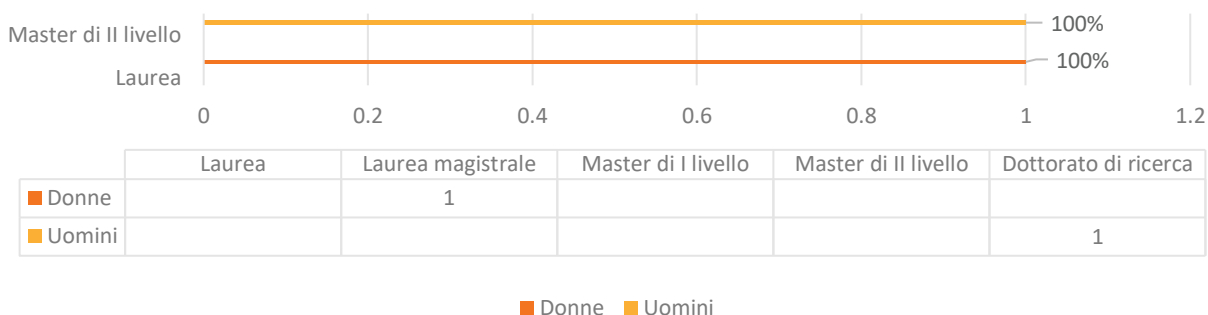 Master di II livello
100%
Laurea
100%
0 0.2 0.4 0.6 0.8 1 1.2
Laurea Laurea magistrale Master di I livello Master di II livello Dottorato di ricerca
Donne 1
Uomini 1
Donne Uomini